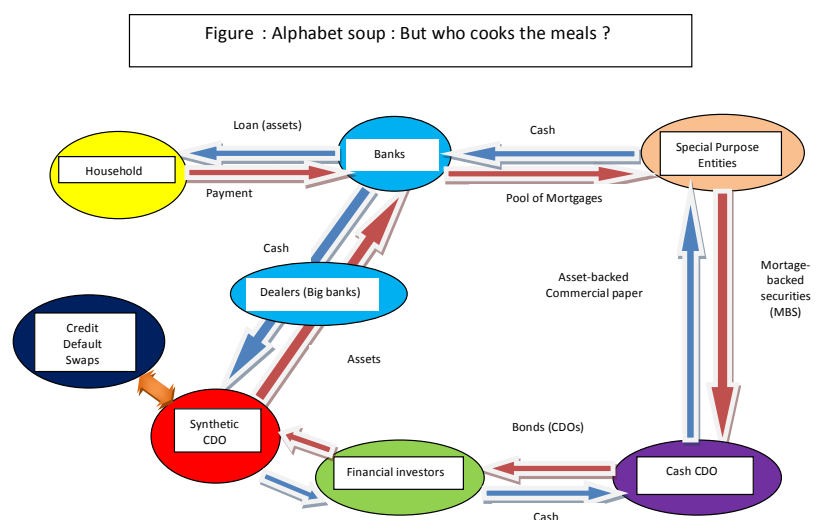 Figure : Alphabet soup : But who cooks the meals ?
Loan (assets)
Cash
Household
Banks
Special Purpose
Entities
Payment
Pool of Mortgages
Cash
Dealers (Big banks)
Asset-backed
Commercial paper
Mortage-
backed
securities
(MBS)
Credit
Default
Swaps
Assets
Synthetic
CDO
Bonds (CDOs)
Financial investors
Cash CDO
Cash